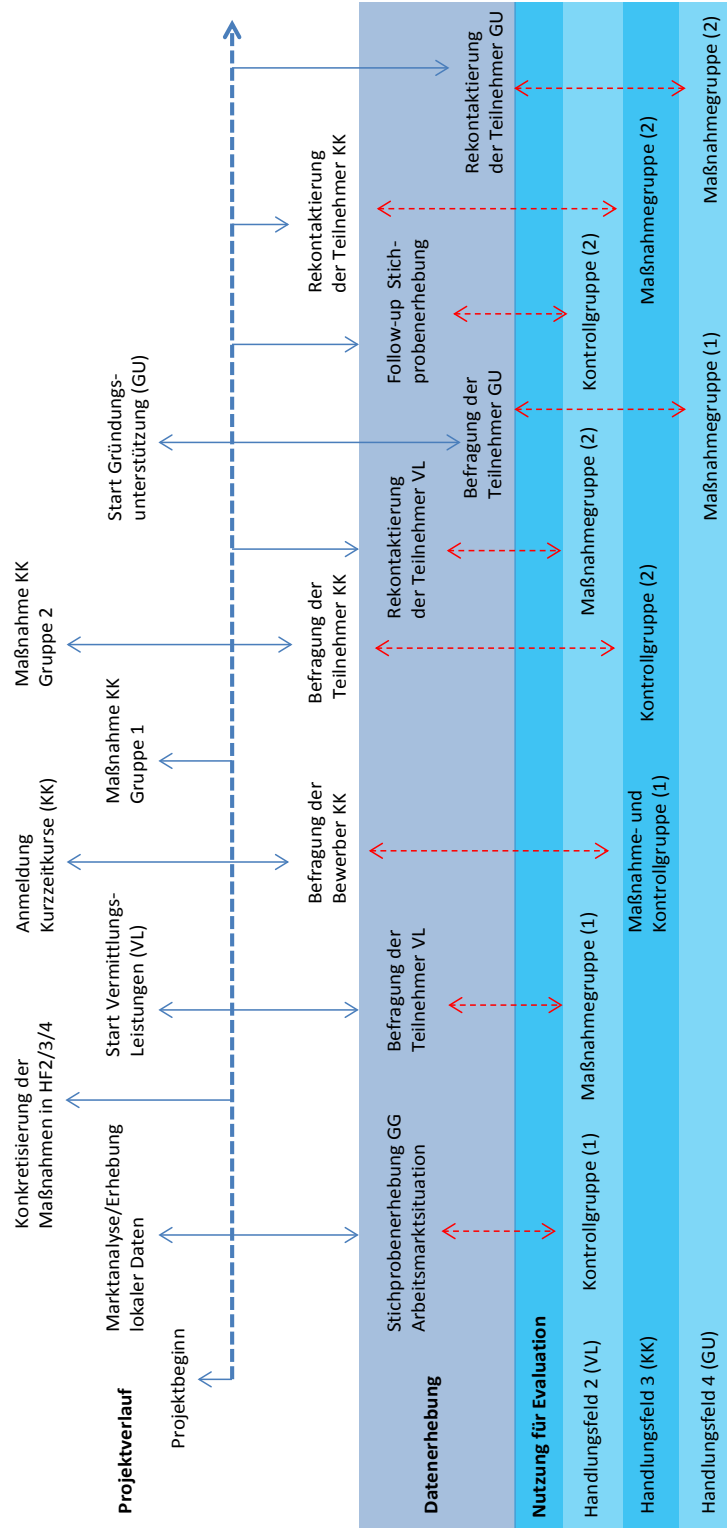 Projektverlauf
Projektbeginn
Marktanalyse/Erhebung
lokaler Daten
Konkretisierung der
Maßnahmen in HF2/3/4
Start Vermittlungs-
Leistungen (VL)
Anmeldung
Kurzzeitkurse (KK)
Maßnahme KK
Gruppe 1
Maßnahme KK
Gruppe 2
Start Gründungs-
unterstützung (GU)
Befragung der
Bewerber KK
Befragung der
Teilnehmer KK
Rekontaktierung
der Teilnehmer KK
Datenerhebung
Stichprobenerhebung GG
Arbeitsmarktsituation
Befragung der
Teilnehmer VL
Rekontaktierung
der Teilnehmer VL
Follow-up Stich-
probenerhebung
Befragung der
Teilnehmer GU
Rekontaktierung
der Teilnehmer GU
Nutzung für Evaluation
Handlungsfeld 2 (VL)
Kontrollgruppe (1)
Maßnahmegruppe (1)
Maßnahmegruppe (2)
Kontrollgruppe (2)
Handlungsfeld 3 (KK)
Maßnahme- und
Kontrollgruppe (1)
Kontrollgruppe (2)
Maßnahmegruppe (2)
Handlungsfeld 4 (GU)
Maßnahmegruppe (1)
Maßnahmegruppe (2)